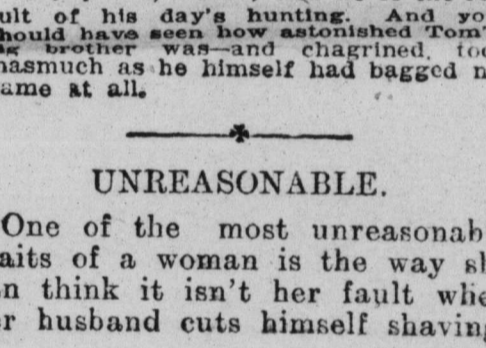 ult of his day's hunting. And yo
hould have seen how astonished Tom'
brother was—and chagrined, too
nasmuch as he himself had bagged n
ame at all.
UNREASONABLE.
One of the most unreasonab
aits of a woman is the way sh
n think it isn't her fault whe
r husband cuts himself shaving